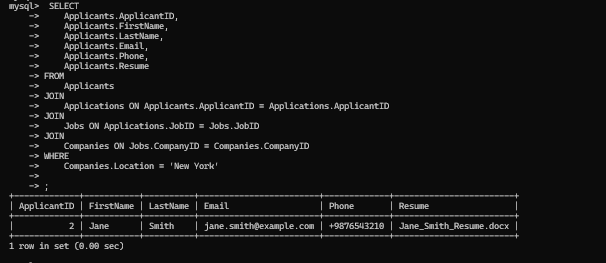 mysql>  SELECT
    ->     Applicants.ApplicantID,
    ->     Applicants.FirstName,
    ->     Applicants.LastName,
    ->     Applicants.Email,
    ->     Applicants.Phone,
    ->     Applicants.Resume
    -> FROM
    ->     Applicants
    -> JOIN
    ->     Applications ON Applicants.ApplicantID = Applications.ApplicantID
    -> JOIN
    ->     Jobs ON Applications.JobID = Jobs.JobID
    -> JOIN
    ->     Companies ON Jobs.CompanyID = Companies.CompanyID
    -> WHERE
    ->     Companies.Location = 'New York'
    ->
    -> ;
+-------------+-----------+----------+------------------------+-------------+------------------------+
| ApplicantID | FirstName | LastName | Email                  | Phone       | Resume                 |
+-------------+-----------+----------+------------------------+-------------+------------------------+
|           2 | Jane      | Smith    | jane.smith@example.com | +9876543210 | Jane_Smith_Resume.docx |
+-------------+-----------+----------+------------------------+-------------+------------------------+
1 row in set (0.00 sec)